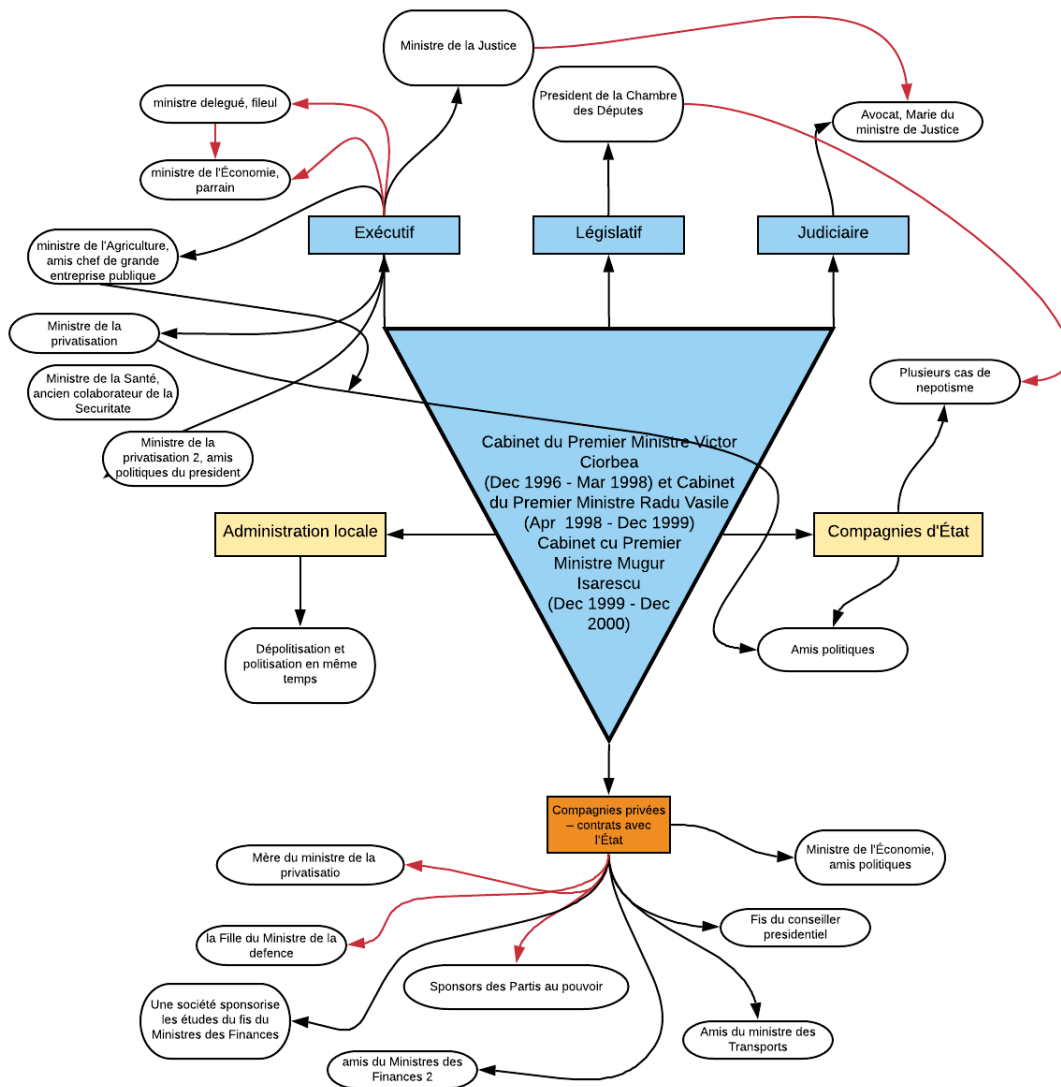 Ministre de la Justice
ministre delegué, fileul
President de la Chambre
des Députes
Avocat, Marie du
ministre de Justice
ministre de l'Économie,
parrain
Exécutif
Législatif
Judiciaire
ministre de l'Agriculture,
amis chef de grande
entreprise publique
Ministre de la
privatisation
Ministre de la Santé,
ancien colaborateur de la
Securitate
Plusieurs cas de
nepotisme
Ministre de la
privatisation 2, amis
politiques du president
Cabinet du Premier Ministre Victor
Ciorbea
(Dec 1996 - Mar 1998) et Cabinet
du Premier Ministre Radu Vasile
(Apr  1998 - Dec 1999)
Cabinet cu Premier
Ministre Mugur
Isarescu
(Dec 1999 - Dec
2000)
Administration locale
Compagnies d'État
Dépolitisation et
politisation en même
temps
Amis politiques
Compagnies privées
– contrats avec
l'État
Ministre de l'Économie,
amis politiques
Mère du ministre de la
privatisatio
Fis du conseiller
presidentiel
la Fille du Ministre de la
defence
Sponsors des Partis au pouvoir
Une société sponsorise
les études du fis du
Ministres des Finances
Amis du ministre des
Transports
amis du Ministres des
Finances 2